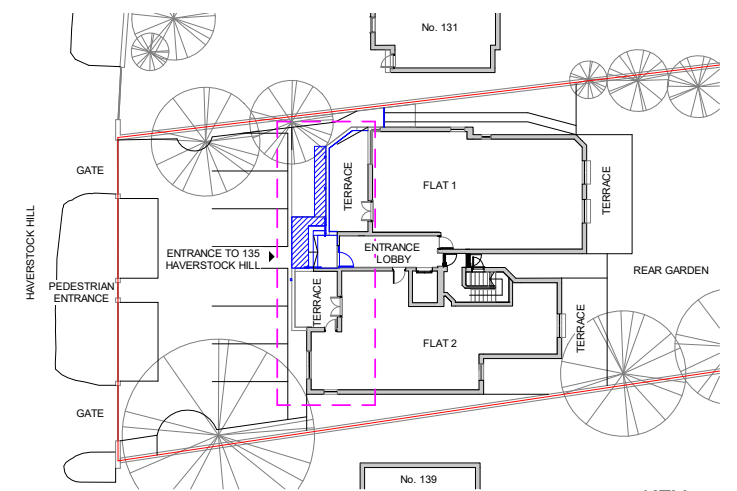 No. 131
GATE
HAVERSTOCK HILL
PEDESTRIAN
ENTRANCE
GATE
ENTRANCE TO 135
HAVERSTOCK HILL
TERRACE
FLAT 1
TERRACE
ENTRANCE
LOBBY
REAR GARDEN
TERRACE
FLAT 2
TERRACE
No. 139